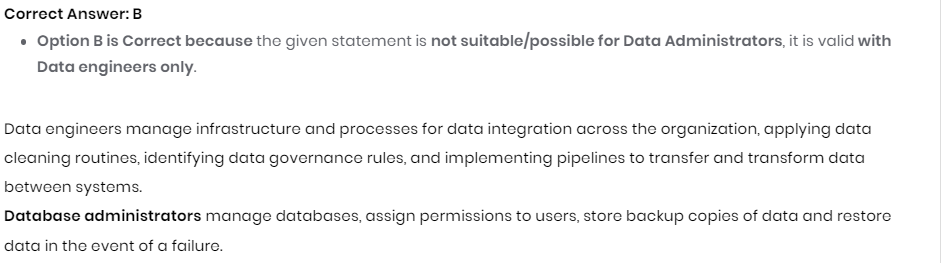 Correct Answer: B
• Option B is Correct because the given statement is not suitable/possible for Data Administrators, it is valid with
Data engineers only.
Data engineers manage infrastructure and processes for data integration across the organization, applying data
cleaning routines, identifying data governance rules, and implementing pipelines to transfer and transform data
between systems.
Database administrators manage databases, assign permissions to users, store backup copies of data and restore
data in the event of a failure.